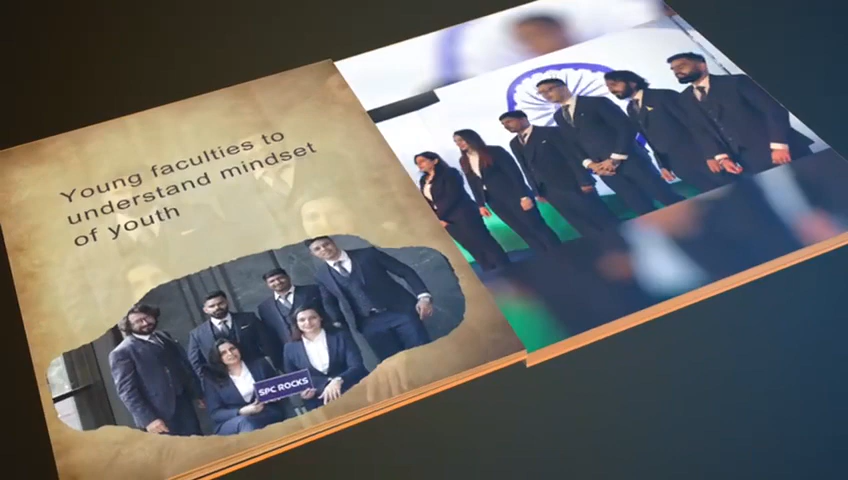 Young faculties to
understand mindset
of youth
SPC ROCKS